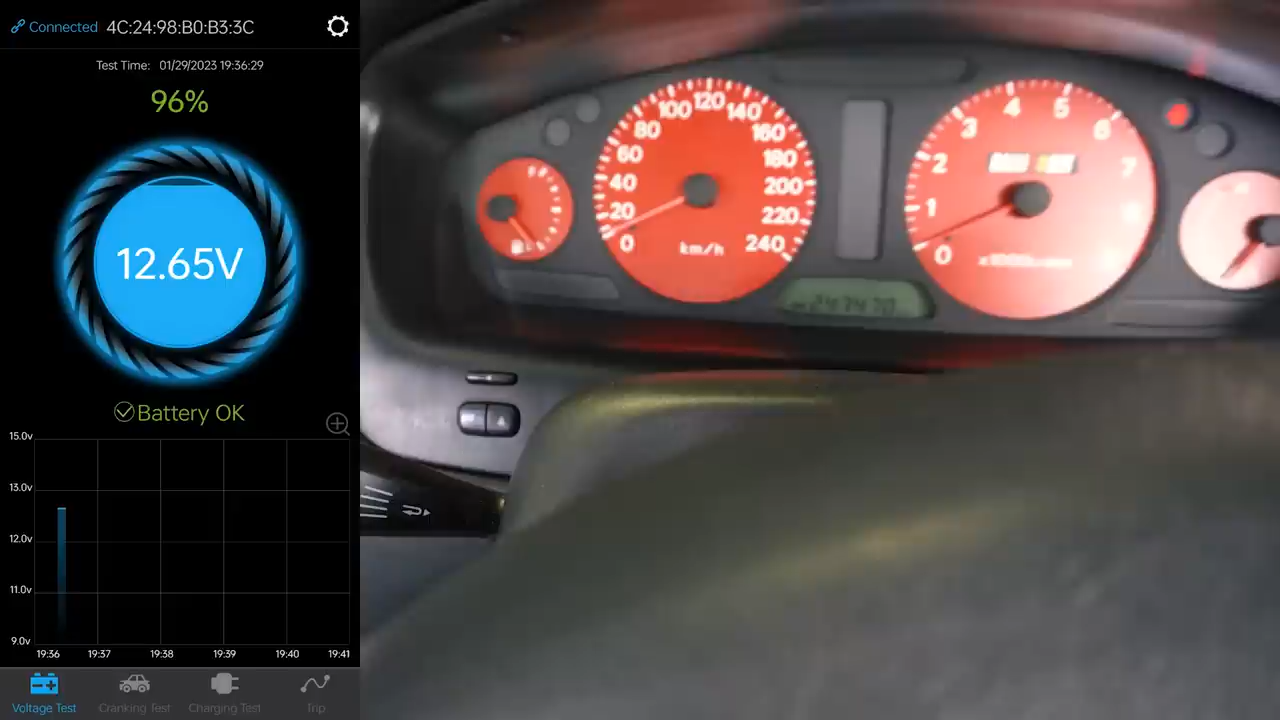 Connected 4C:24:98:B0:B3:3C
Test Time: 01/29/2023 19:36:29
96%
12.65V
Battery OK
15.0v
13.0v
12.0v
11.0v
9.0v
19:36 19:37 19:38 19:39 19:40 19:41
Voltage Test Cranking Test Charging Test Trip
0 20 40 60 80 100 120 140 160 180 200 220 240
km/h
0 1 2 3 4 5 6 7